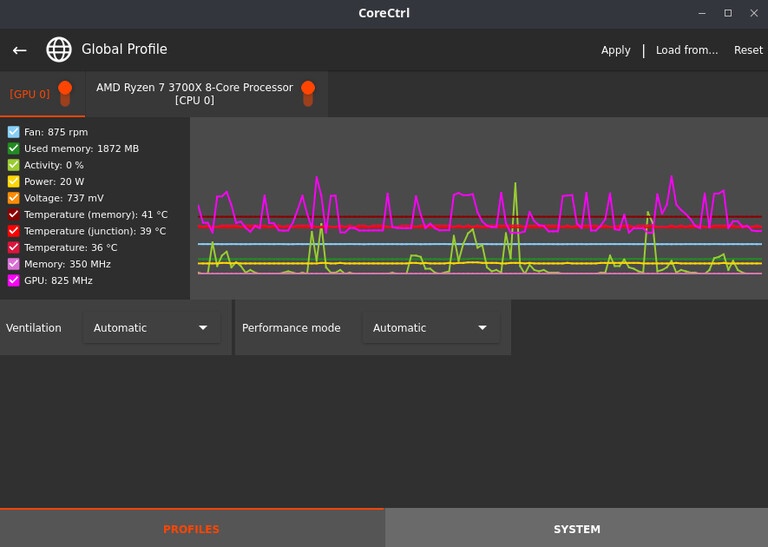 CoreCtrl
Global Profile
Apply
Load from...
Reset
[GPU 0]
AMD Ryzen 7 3700X 8-Core Processor
[CPU 0]
Fan: 875 rpm
Used memory: 1872 MB
Activity: 0 %
Power: 20 W
Voltage: 737 mV
Temperature (memory): 41 °C
Temperature (junction): 39 °C
Temperature: 36 °C
Memory: 350 MHz
GPU: 825 MHz
Ventilation
Automatic
Performance mode
Automatic
PROFILES
SYSTEM